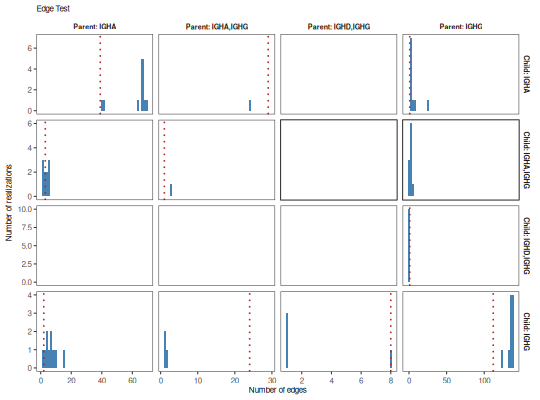 Edge Test
Parent: IGHA
Parent: IGHA,IGHG
Parent: IGHD,IGHG
Parent: IGHG
6
4
2
0
Child: IGHA
6
4
2
0
Child: IGHA,IGHG
10.0
7.5
5.0
2.5
0.0
Child: IGHD,IGHG
4
3
2
1
0
Child: IGHG
0 20 40 60
0 10 20 30
2 4 6 8
0 50 100
Number of edges
Number of realizations